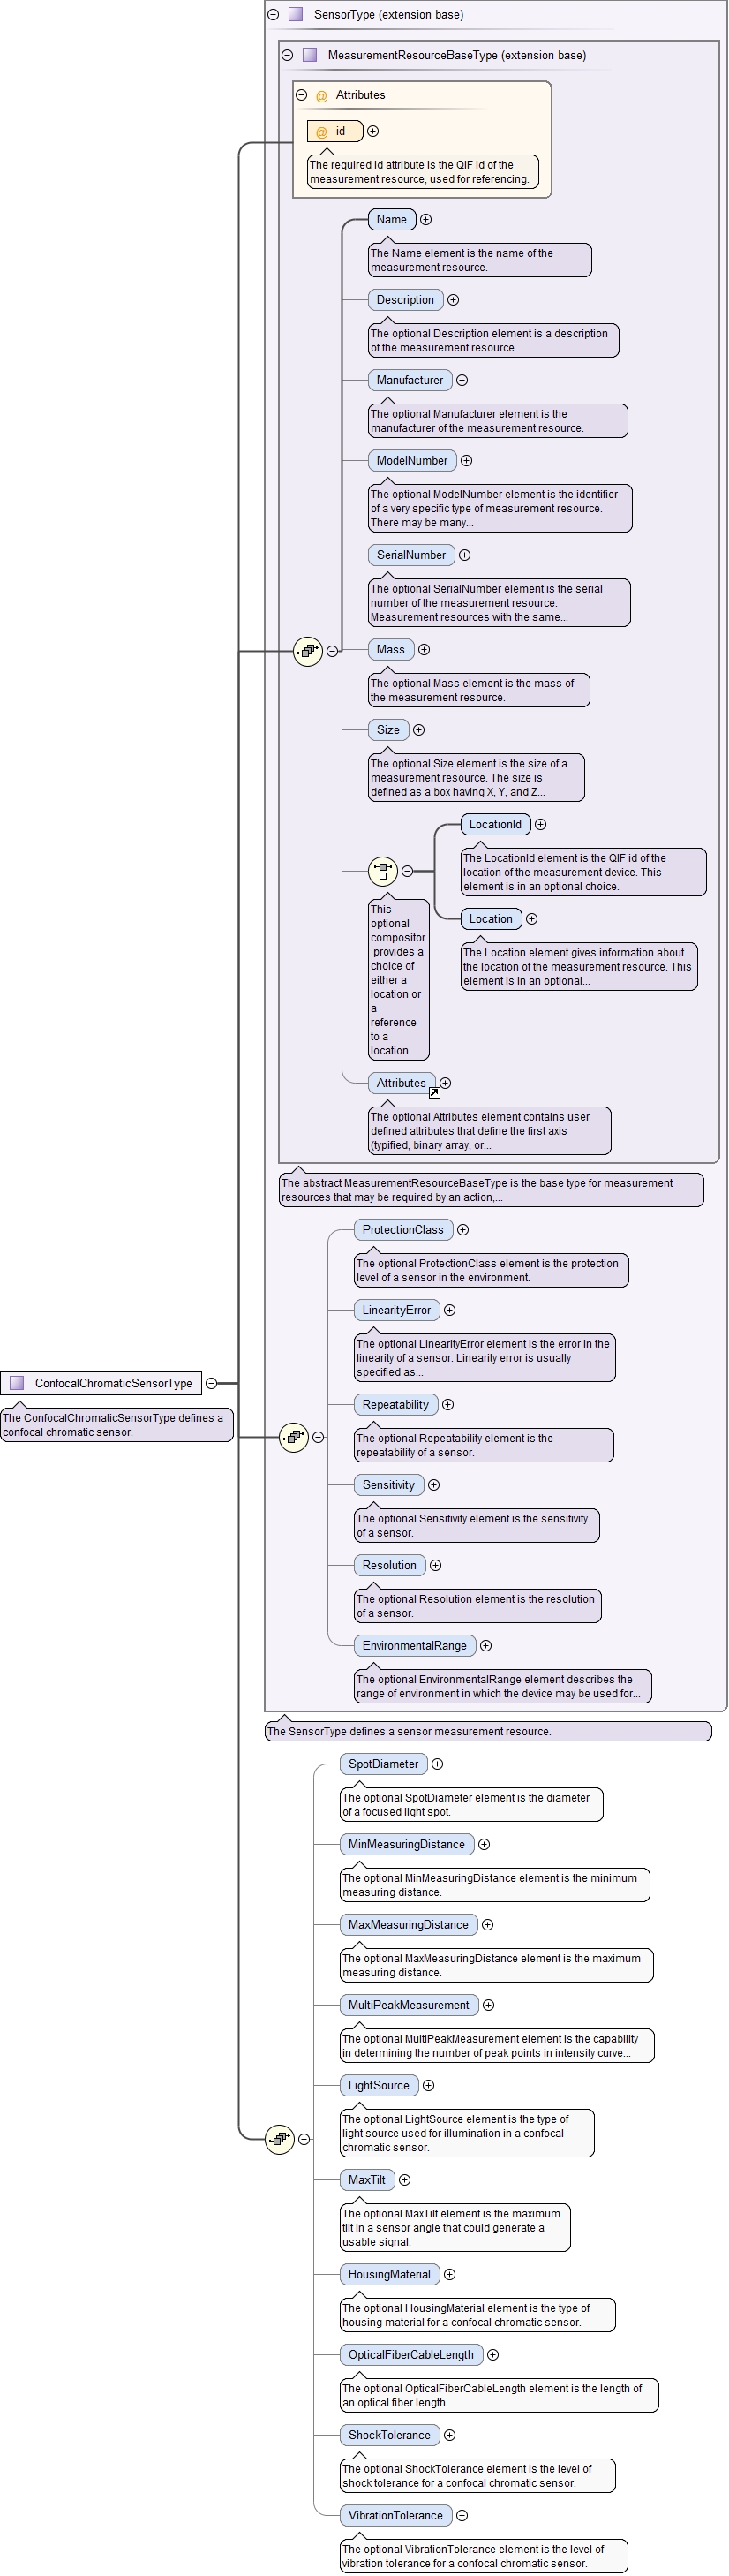 SensorType (extension base)
MeasurementResourceBaseType (extension base)
@ Attributes
@ id
The required id attribute is the QIF id of the
measurement resource, used for referencing.
Name
The Name element is the name of the
measurement resource.
Description
The optional Description element is a description
of the measurement resource.
Manufacturer
The optional Manufacturer element is the
manufacturer of the measurement resource.
ModelNumber
The optional ModelNumber element is the identifier
of a very specific type of measurement resource.
There may be many...
SerialNumber
The optional SerialNumber element is the serial
number of the measurement resource.
Measurement resources with the same...
Mass
The optional Mass element is the mass of
the measurement resource.
Size
The optional Size element is the size of a
measurement resource. The size is
defined as a box having X, Y, and Z...
LocationId
The LocationId element is the QIF id of the
location of the measurement device. This
element is in an optional choice.
Location
The Location element gives information about
the location of the measurement resource. This
element is in an optional...
This
optional
compositor
provides a
choice of
either a
location or
a
reference
to a
location.
Attributes
The optional Attributes element contains user
defined attributes that define the first axis
(typified, binary array, or...
The abstract MeasurementResourceBaseType is the base type for measurement
resources that may be required by an action,...
ProtectionClass
The optional ProtectionClass element is the protection
level of a sensor in the environment.
LinearityError
The optional LinearityError element is the error in the
linearity of a sensor. Linearity error is usually
specified as...
ConfocalChromaticSensorType
The ConfocalChromaticSensorType defines a
confocal chromatic sensor.
Repeatability
The optional Repeatability element is the
repeatability of a sensor.
Sensitivity
The optional Sensitivity element is the sensitivity
of a sensor.
Resolution
The optional Resolution element is the resolution
of a sensor.
EnvironmentalRange
The optional EnvironmentalRange element describes the
range of environment in which the device may be used for...
The SensorType defines a sensor measurement resource.
SpotDiameter
The optional SpotDiameter element is the diameter
of a focused light spot.
MinMeasuringDistance
The optional MinMeasuringDistance element is the minimum
measuring distance.
MaxMeasuringDistance
The optional MaxMeasuringDistance element is the maximum
measuring distance.
MultiPeakMeasurement
The optional MultiPeakMeasurement element is the capability
in determining the number of peak points in intensity curve...
LightSource
The optional LightSource element is the type of
light source used for illumination in a confocal
chromatic sensor.
MaxTilt
The optional MaxTilt element is the maximum
tilt in a sensor angle that could generate a
usable signal.
HousingMaterial
The optional HousingMaterial element is the type of
housing material for a confocal chromatic sensor.
OpticalFiberCableLength
The optional OpticalFiberCableLength element is the length of
an optical fiber length.
ShockTolerance
The optional ShockTolerance element is the level of
shock tolerance for a confocal chromatic sensor.
VibrationTolerance
The optional VibrationTolerance element is the level of
vibration tolerance for a confocal chromatic sensor.